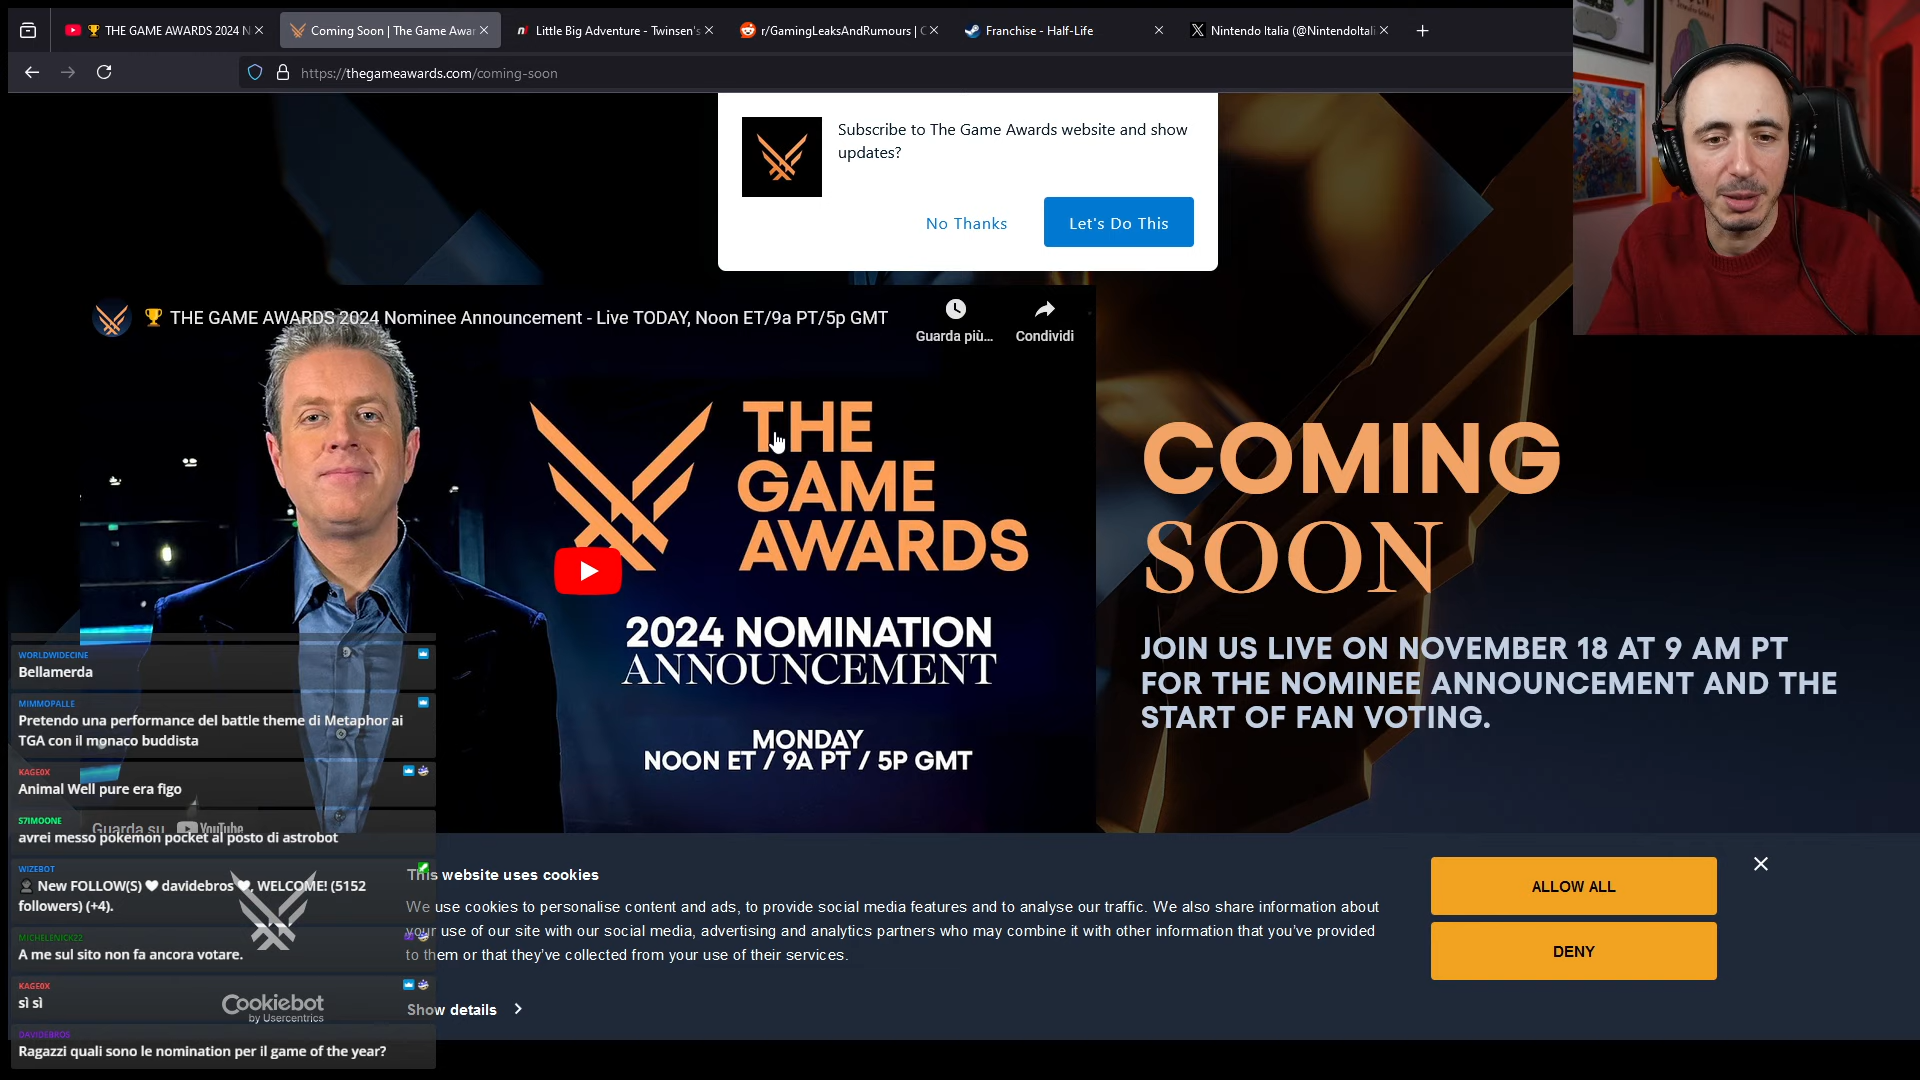 THE GAME AWARDS 2024 N
Coming Soon | The Game Awar
Little Big Adventure - Twinsen's
r/GamingLeaksAndRumours |
Franchise - Half-Life
Nintendo Italia (@NintendoItali
https://thegameawards.com/coming-soon
Subscribe to The Game Awards website and show
updates?
No Thanks
Let's Do This
THE GAME AWARDS 2024 Nominee Announcement - Live TODAY, Noon ET/9a PT/5p GMT
Guarda più...
Condividi
THE
GAME
AWARDS
2024 NOMINATION
ANNOUNCEMENT
MONDAY
NOON ET / 9A PT / 5P GMT
COMING
SOON
JOIN US LIVE ON NOVEMBER 18 AT 9 AM PT
FOR THE NOMINEE ANNOUNCEMENT AND THE
START OF FAN VOTING.
WORLDWIDECINE
Bellamerda
MIMMOPALLE
Pretendo una performance del battle theme di Metaphor ai
TGA con il monaco buddista
KAGE0X
Animal Well pure era figo
Guarda su YouTube
S7IMOONE
avrei messo pokemon pocket al posto di astrobot
WIZEBOT
New FOLLOW(S) davidebros , WELCOME! (5152
followers) (+4).
MICHELENICK22
A me sul sito non fa ancora votare.
KAGE0X
sì sì
DAVIDEBROS
Ragazzi quali sono le nomination per il game of the year?
Cookiebot
by Usercentrics
This website uses cookies
We use cookies to personalise content and ads, to provide social media features and to analyse our traffic. We also share information about
your use of our site with our social media, advertising and analytics partners who may combine it with other information that you've provided
to them or that they've collected from your use of their services.
Show details
ALLOW ALL
DENY